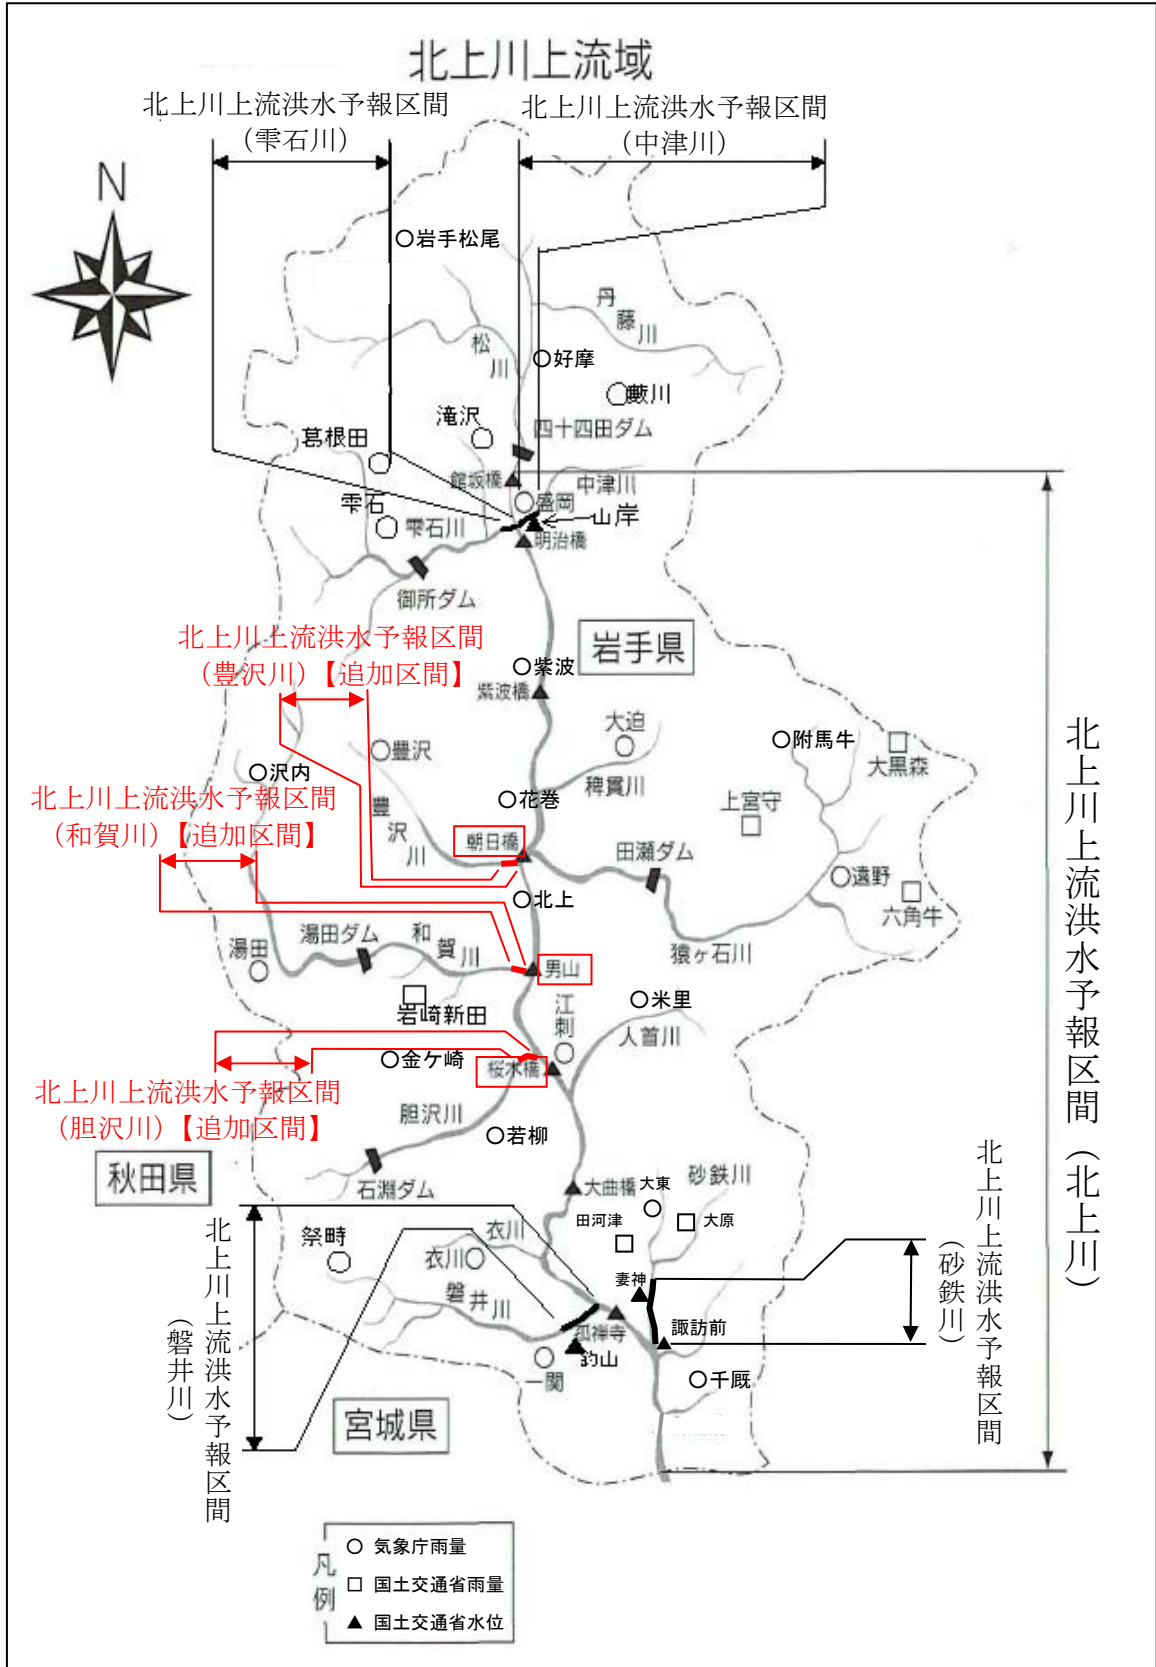 北上川上流域
北上川上流洪水予報区間
（雫石川）
北上川上流洪水予報区間
（中津川）
N
岩手松尾
丹藤川
松川
好摩
藪川
滝沢
四十四田ダム
葛根田
館坂橋
中津川
盛岡
雫石
雫石川
山岸
明治橋
御所ダム
北上川上流洪水予報区間
（豊沢川）【追加区間】
岩手県
紫波
紫波橋
大迫
附馬牛
大黒森
豊沢
沢内
稗貫川
北上川上流洪水予報区間
（和賀川）【追加区間】
花巻
上宮守
豊沢川
朝日橋
田瀬ダム
遠野
六角牛
北上
湯田ダム
和賀川
湯田
猿ヶ石川
男山
岩崎新田
米里
江刺
人首川
金ケ崎
桜木橋
北上川上流洪水予報区間
（胆沢川）【追加区間】
胆沢川
若柳
秋田県
石淵ダム
大曲橋
大東
砂鉄川
田河津
大原
祭畤
衣川
衣川
妻神
磐井川
狐禅寺
諏訪前
釣山
一関
千厩
宮城県
北上川上流洪水予報区間
（磐井川）
北上川上流洪水予報区間
（砂鉄川）
北上川上流洪水予報区間（北上川）
凡例
○ 気象庁雨量
□ 国土交通省雨量
▲ 国土交通省水位